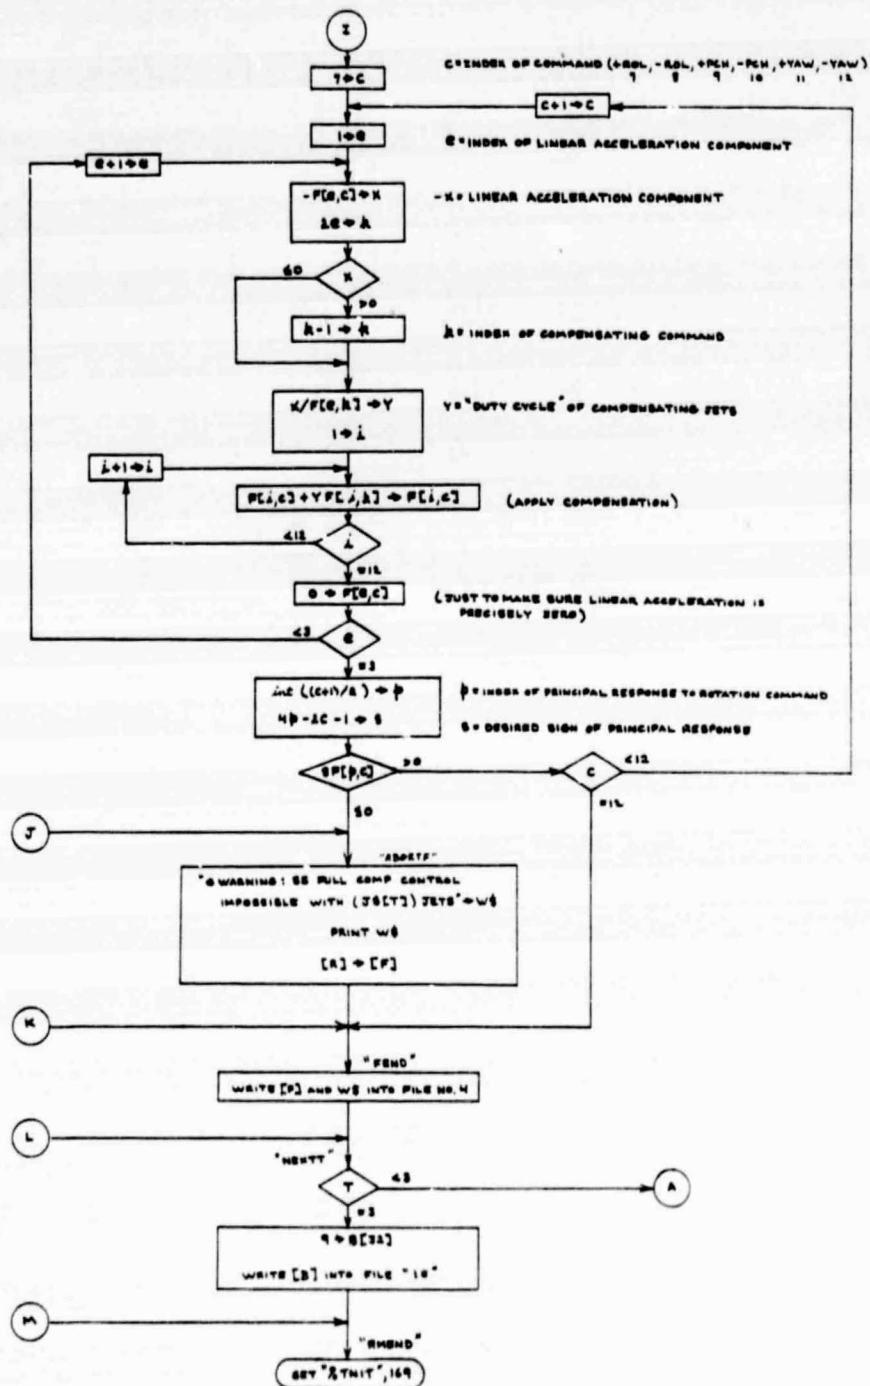 I
7 → C
C = INDEX OF COMMAND (+ROL, -ROL, +PCH, -PCH, +YAW, -YAW)
7 8 9 10 11 12
C+1 → C
1 → e
e = INDEX OF LINEAR ACCELERATION COMPONENT
e+1 → e
-F[e,c] → X
-X = LINEAR ACCELERATION COMPONENT
2e → k
≤0
X
>0
k-1 → k
k = INDEX OF COMPENSATING COMMAND
X/F[e,k] → Y
Y = "DUTY CYCLE" OF COMPENSATING JETS
1 → i
i+1 → i
F[i,c] + Y F[i,k] → F[i,c]
(APPLY COMPENSATION)
<12
i
=12
0 → F[e,c]
(JUST TO MAKE SURE LINEAR ACCELERATION IS
PRECISELY ZERO)
<3
e
=3
int ((c+1)/2) → p
p = INDEX OF PRINCIPAL RESPONSE TO ROTATION COMMAND
4p-2c-1 → s
s = DESIRED SIGN OF PRINCIPAL RESPONSE
SF[p,c]
>0
C
<12
=12
≤0
J
"ABORTF"
WARNING: SE FULL COMP CONTROL
IMPOSSIBLE WITH (J$[T]) JETS" → W$
PRINT W$
[R] → [F]
K
"FEND"
WRITE [F] AND W$ INTO FILE NO. 4
L
"NEXTT"
T
<3
A
=3
9 → B[32]
WRITE [B] INTO FILE
M
"RMEND"
GET "%TNIT", 169